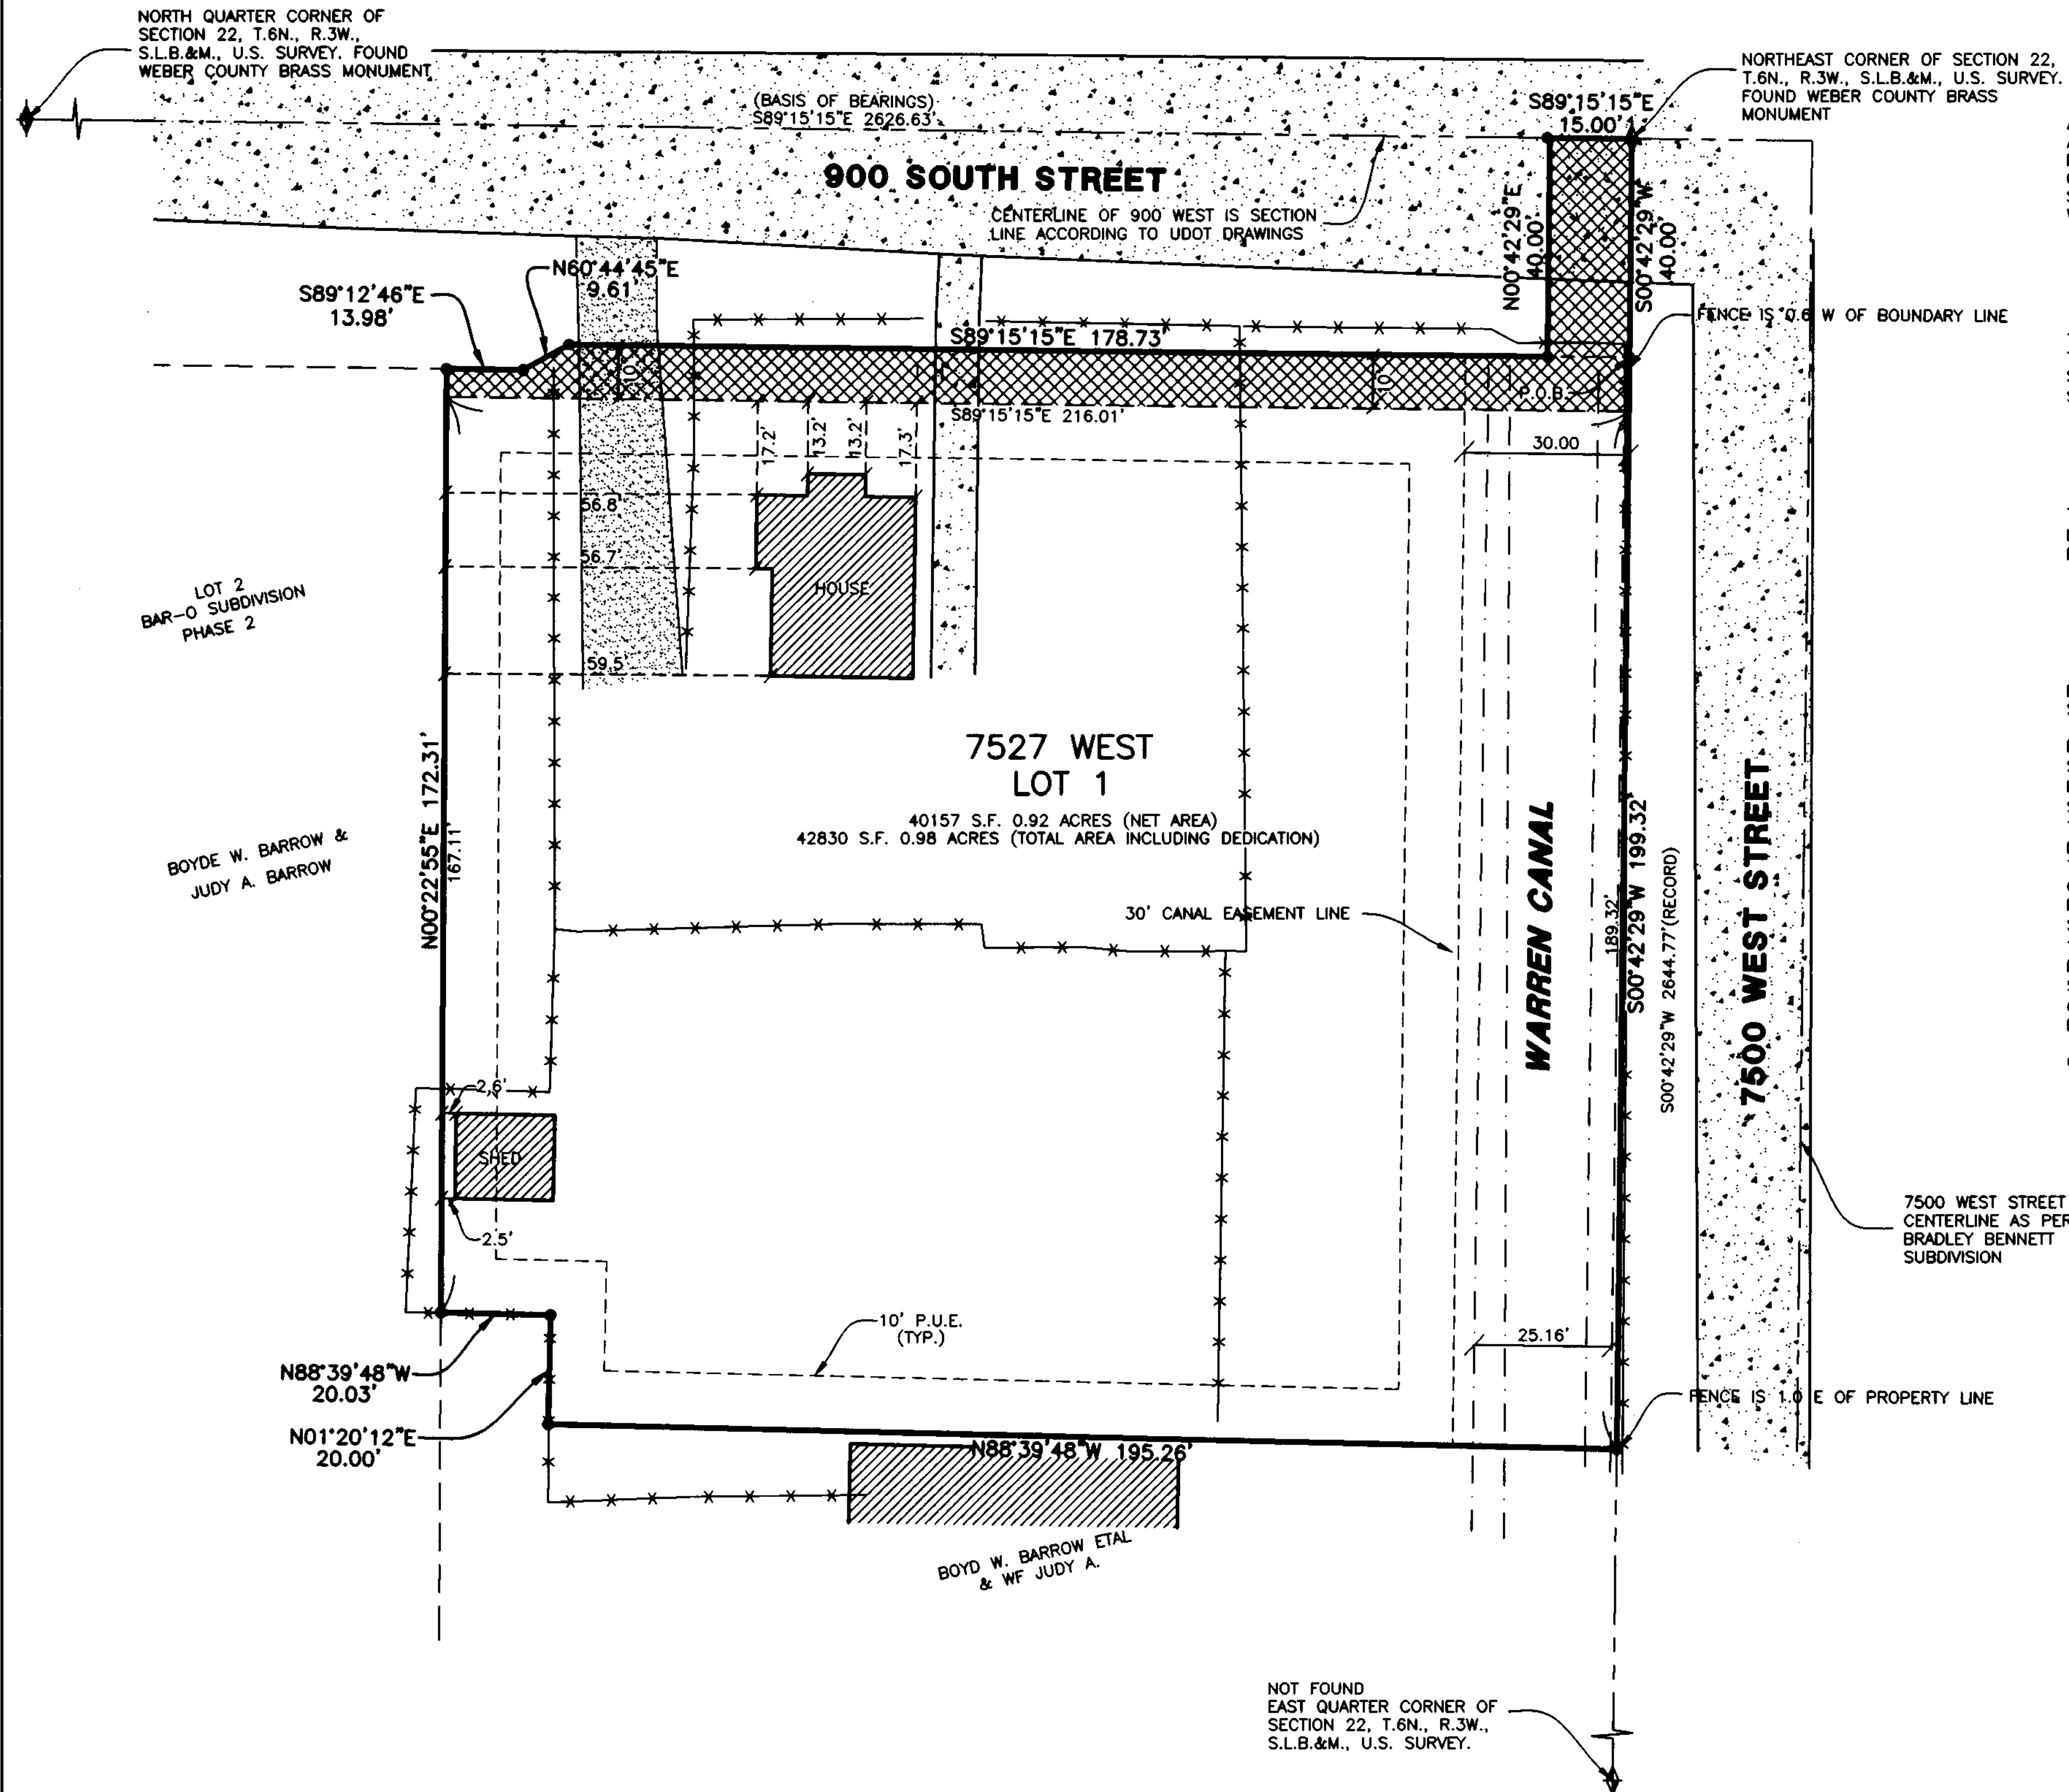 NORTH QUARTER CORNER OF
SECTION 22, T.6N., R.3W.,
S.L.B.&M., U.S. SURVEY. FOUND
WEBER COUNTY BRASS MONUMENT
NORTHEAST CORNER OF SECTION 22,
T.6N., R.3W., S.L.B.&M., U.S. SURVEY.
FOUND WEBER COUNTY BRASS
MONUMENT
(BASIS OF BEARINGS)
S89°15'15"E 2626.63'
S89°15'15"E
15.00'
900 SOUTH STREET
CENTERLINE OF 900 WEST IS SECTION
LINE ACCORDING TO UDOT DRAWINGS
N00°42'29"E
40.00'
S00°42'29"W
40.00'
N60°44'45"E
9.61'
S89°12'46"E
13.98'
FENCE IS 0.6 W OF BOUNDARY LINE
S89°15'15"E 178.73'
10'
10'
P.O.B.
S89°15'15"E 216.01'
17.2'
13.2'
13.2'
17.3'
30.00
56.8'
56.7'
HOUSE
59.5'
LOT 2
BAR-O SUBDIVISION
PHASE 2
7527 WEST
LOT 1
40157 S.F. 0.92 ACRES (NET AREA)
42830 S.F. 0.98 ACRES (TOTAL AREA INCLUDING DEDICATION)
N00°22'55"E 172.31'
167.11'
BOYDE W. BARROW &
JUDY A. BARROW
30' CANAL EASEMENT LINE
WARREN CANAL
189.32'
S00°42'29"W 199.32'
S00°42'29"W 2644.77'(RECORD)
7500 WEST STREET
2.6'
SHED
2.5'
7500 WEST STREET
CENTERLINE AS PER
BRADLEY BENNETT
SUBDIVISION
10' P.U.E.
(TYP.)
25.16'
N88°39'48"W
20.03'
FENCE IS 1.0 E OF PROPERTY LINE
N01°20'12"E
20.00'
N88°39'48"W 195.26'
BOYD W. BARROW ETAL
& WF JUDY A.
NOT FOUND
EAST QUARTER CORNER OF
SECTION 22, T.6N., R.3W.,
S.L.B.&M., U.S. SURVEY.